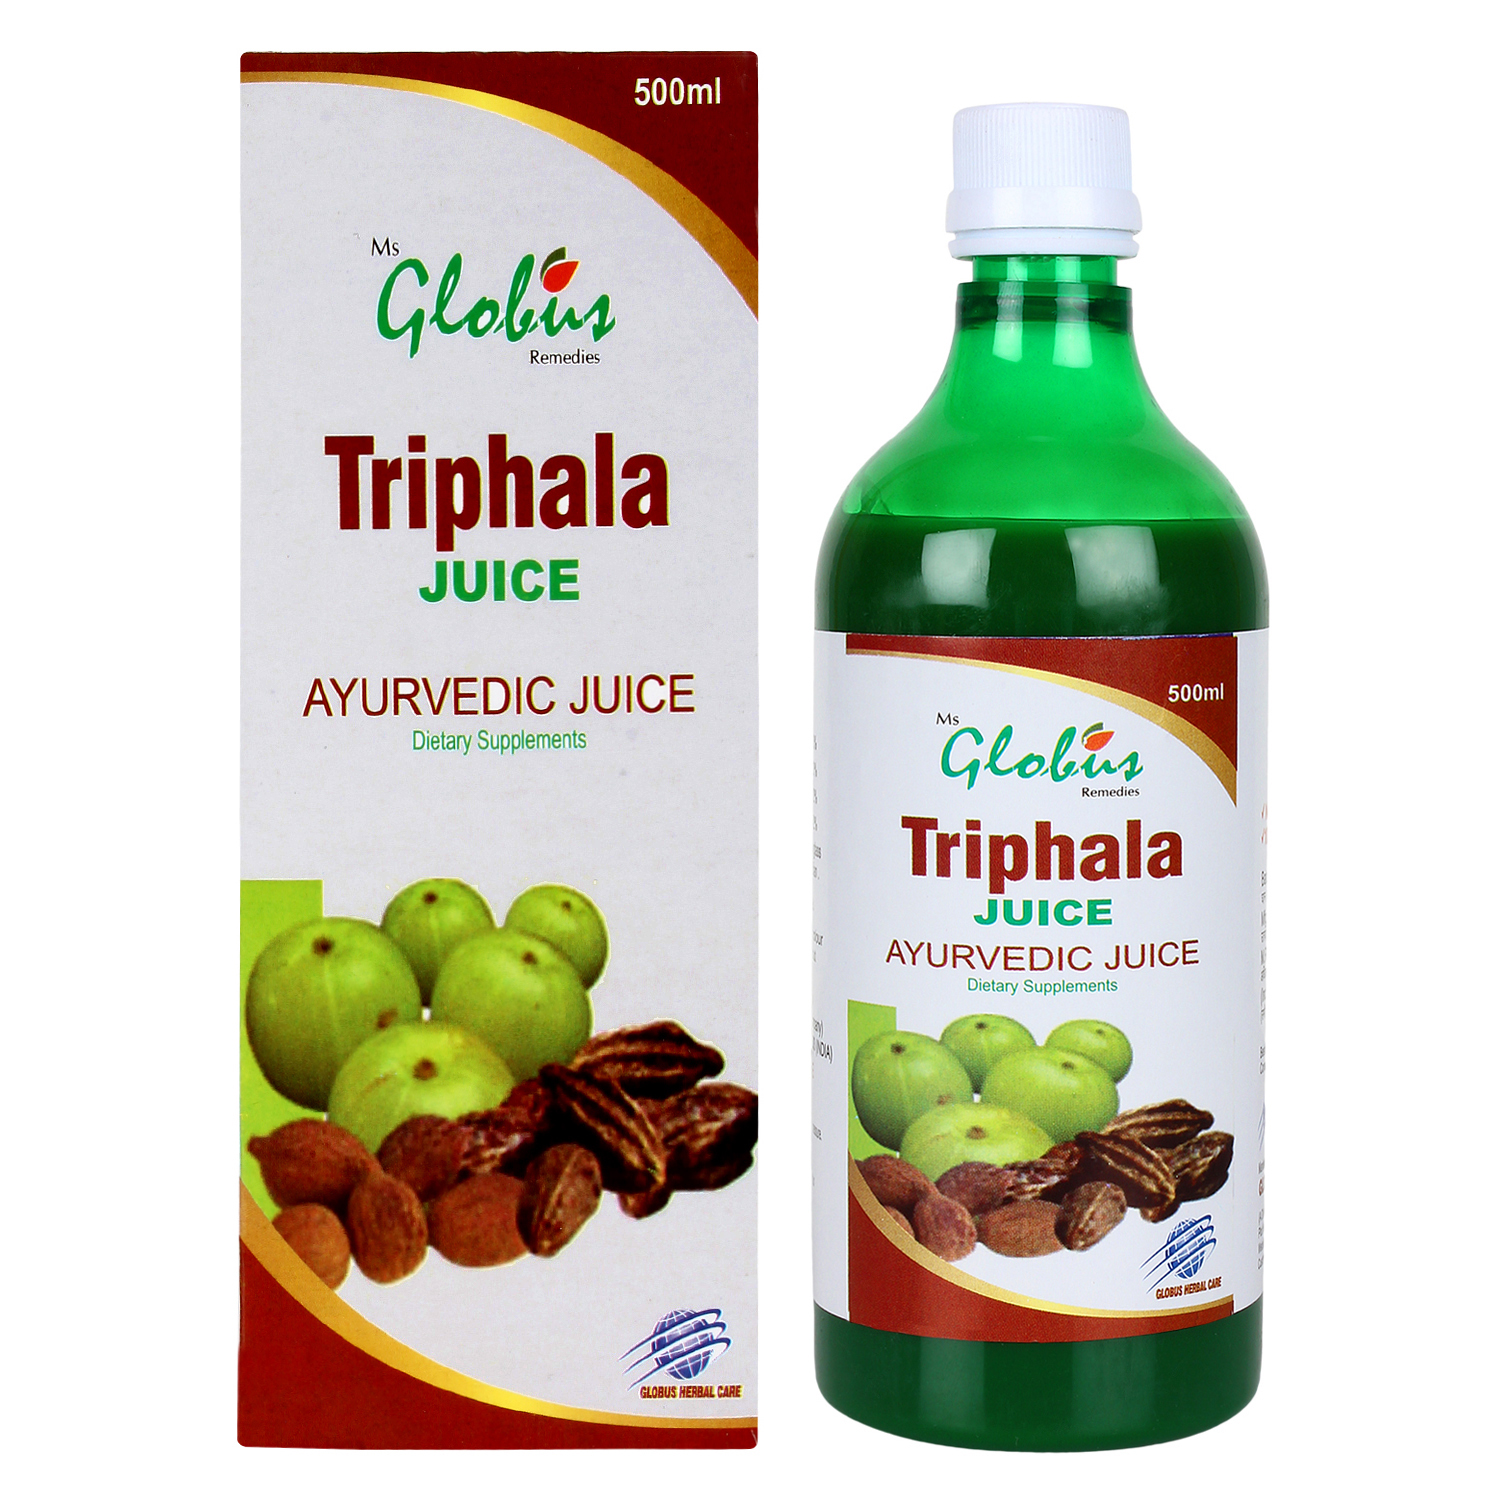 500ml
Ms
Globus
Remedies
Triphala
JUICE
AYURVEDIC JUICE
Dietary Supplements
GLOBUS HERBAL CARE
500ml
Ms
Globus
Remedies
Triphala
JUICE
AYURVEDIC JUICE
Dietary Supplements
GLOBUS HERBAL CARE
(INDIA)